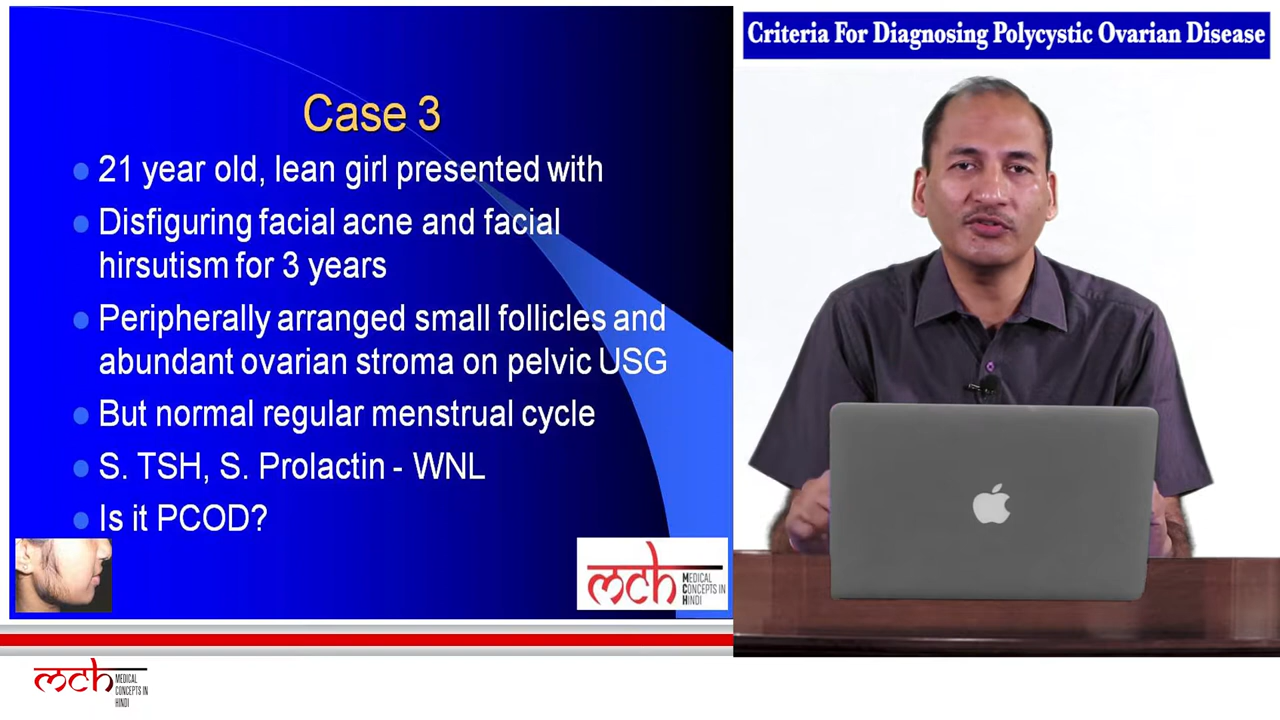 Criteria For Diagnosing Polycystic Ovarian Disease
Case 3
21 year old, lean girl presented with
Disfiguring facial acne and facial
hirsutism for 3 years
Peripherally arranged small follicles and
abundant ovarian stroma on pelvic USG
But normal regular menstrual cycle
S. TSH, S. Prolactin - WNL
Is it PCOD?
mch
MEDICAL
CONCEPTS IN
HINDI
mch
MEDICAL
CONCEPTS IN
HINDI